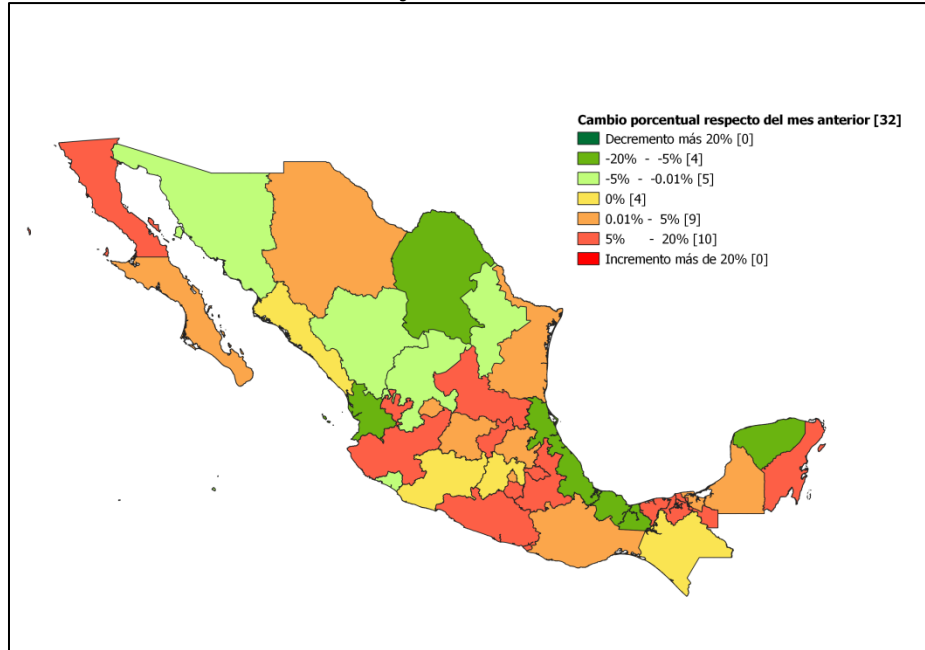 Cambio porcentual respecto del mes anterior [32]
Decremento más 20% [0]
-20% - -5% [4]
-5% - -0.01% [5]
0% [4]
0.01% - 5% [9]
5% - 20% [10]
Incremento más de 20% [0]